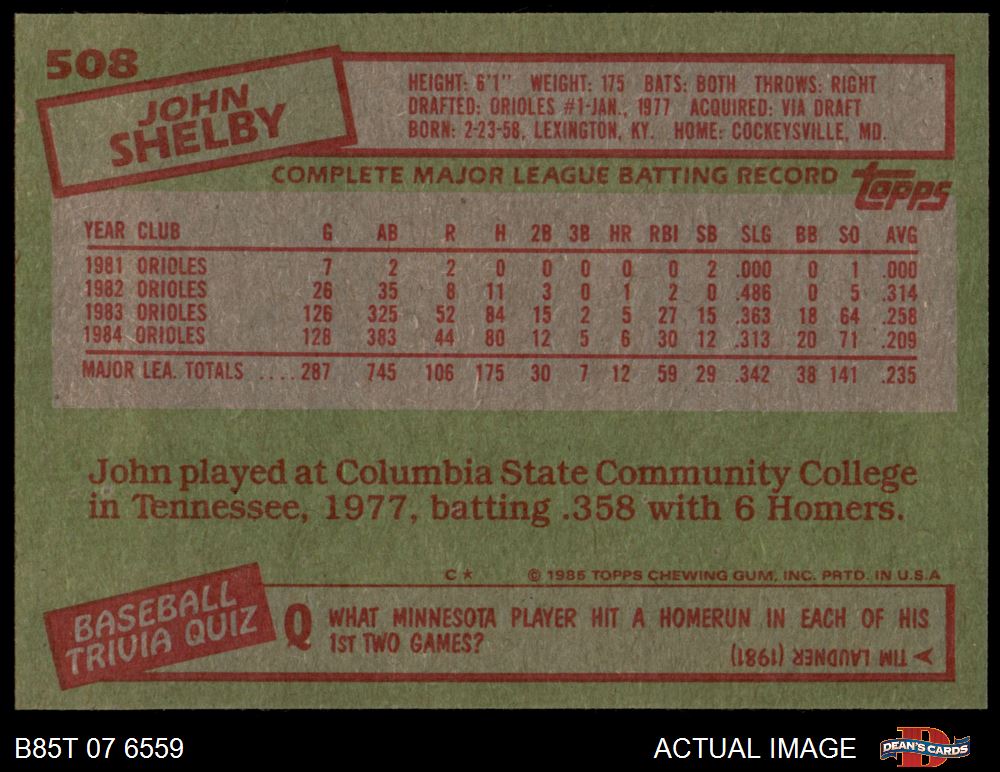 508
JOHN
SHELBY
HEIGHT: 6'1" WEIGHT: 175 BATS: BOTH THROWS: RIGHT
DRAFTED: ORIOLES #1-JAN., 1977 ACQUIRED: VIA DRAFT
BORN: 2-23-58, LEXINGTON, KY. HOME: COCKEYSVILLE, MD.
COMPLETE MAJOR LEAGUE BATTING RECORD
topps
YEAR CLUB G AB R H 2B 3B HR RBI SB SLG BB SO AVG
1981 ORIOLES 7 2 2 0 0 0 0 0 2 .000 0 1 .000
1982 ORIOLES 26 35 8 11 3 0 1 2 0 .486 0 5 .314
1983 ORIOLES 126 325 52 84 15 2 5 27 15 .363 18 64 .258
1984 ORIOLES 128 383 44 80 12 5 6 30 12 .313 20 71 .209
MAJOR LEA. TOTALS ....287 745 106 175 30 7 12 59 29 .342 38 141 .235
John played at Columbia State Community College
in Tennessee, 1977, batting .358 with 6 Homers.
C★ © 1985 TOPPS CHEWING GUM, INC. PRTD. IN U.S.A
BASEBALL
TRIVIA QUIZ
Q WHAT MINNESOTA PLAYER HIT A HOMERUN IN EACH OF HIS
1ST TWO GAMES?
TIM LAUDNER (1981)
B85T 07 6559
ACTUAL IMAGE
D
DEAN'S CARDS